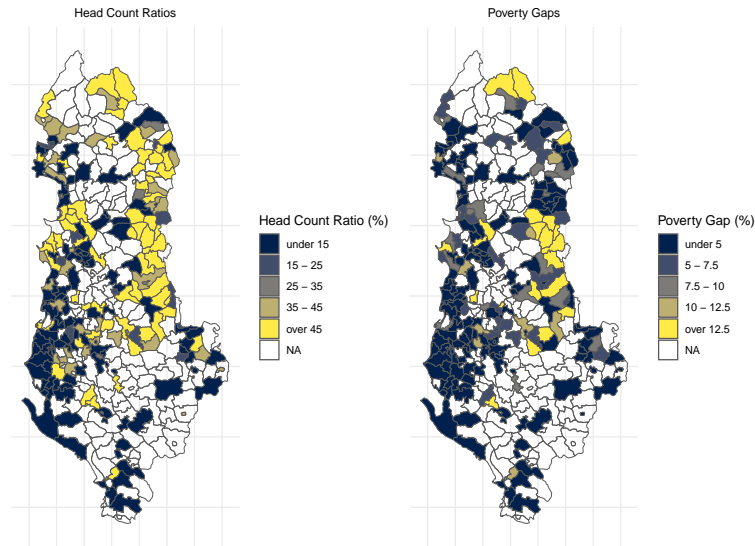 Head Count Ratios
Head Count Ratio (%)
under 15
15 – 25
25 – 35
35 – 45
over 45
NA
Poverty Gaps
Poverty Gap (%)
under 5
5 – 7.5
7.5 – 10
10 – 12.5
over 12.5
NA